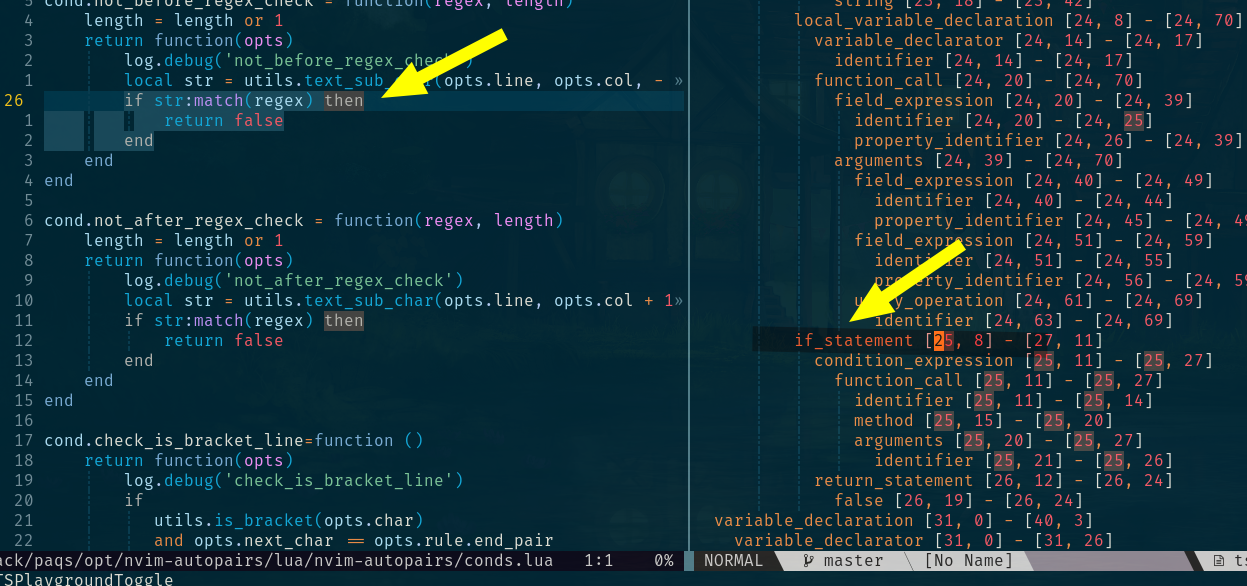 5 cond.not_before_regex_check = function(regex, length)
4 length = length or 1
3 return function(opts)
2 log.debug('not_before_regex_chec )
1 local str = utils.text_sub_char(opts.line, opts.col, - »
26 if str:match(regex) then
1 return false
2 end
3 end
4 end
5
6 cond.not_after_regex_check = function(regex, length)
7 length = length or 1
8 return function(opts)
9 log.debug('not_after_regex_check')
10 local str = utils.text_sub_char(opts.line, opts.col + 1»
11 if str:match(regex) then
12 return false
13 end
14 end
15 end
16
17 cond.check_is_bracket_line=function ()
18 return function(opts)
19 log.debug('check_is_bracket_line')
20 if
21 utils.is_bracket(opts.char)
22 and opts.next_char == opts.rule.end_pair
ack/paqs/opt/nvim-autopairs/lua/nvim-autopairs/conds.lua 1:1 0%
TSPlaygroundToggle
string [23, 18] - [23, 42]
local_variable_declaration [24, 8] - [24, 70]
variable_declarator [24, 14] - [24, 17]
identifier [24, 14] - [24, 17]
function_call [24, 20] - [24, 70]
field_expression [24, 20] - [24, 39]
identifier [24, 20] - [24, 25]
property_identifier [24, 26] - [24, 39]
arguments [24, 39] - [24, 70]
field_expression [24, 40] - [24, 49]
identifier [24, 40] - [24, 44]
property_identifier [24, 45] - [24, 49
field_expression [24, 51] - [24, 59]
identifier [24, 51] - [24, 55]
property_identifier [24, 56] - [24, 59
unary_operation [24, 61] - [24, 69]
identifier [24, 63] - [24, 69]
if_statement [25, 8] - [27, 11]
condition_expression [25, 11] - [25, 27]
function_call [25, 11] - [25, 27]
identifier [25, 11] - [25, 14]
method [25, 15] - [25, 20]
arguments [25, 20] - [25, 27]
identifier [25, 21] - [25, 26]
return_statement [26, 12] - [26, 24]
false [26, 19] - [26, 24]
variable_declaration [31, 0] - [40, 3]
variable_declarator [31, 0] - [31, 26]
NORMAL master [No Name] ts